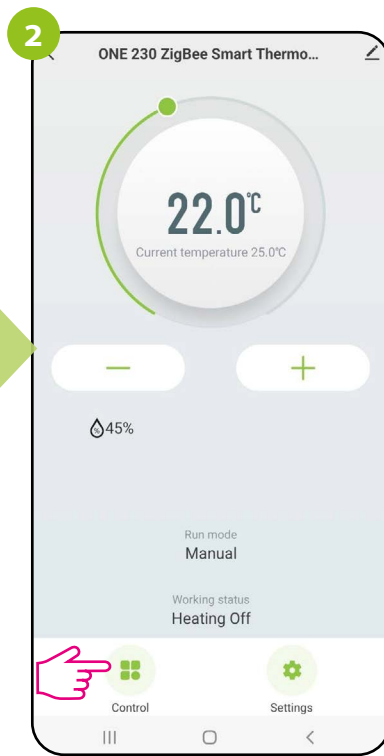 2
ONE 230 ZigBee Smart Thermo...
22.0°C
Current temperature 25.0°C
45%
Run mode
Manual
Working status
Heating Off
Control
Settings